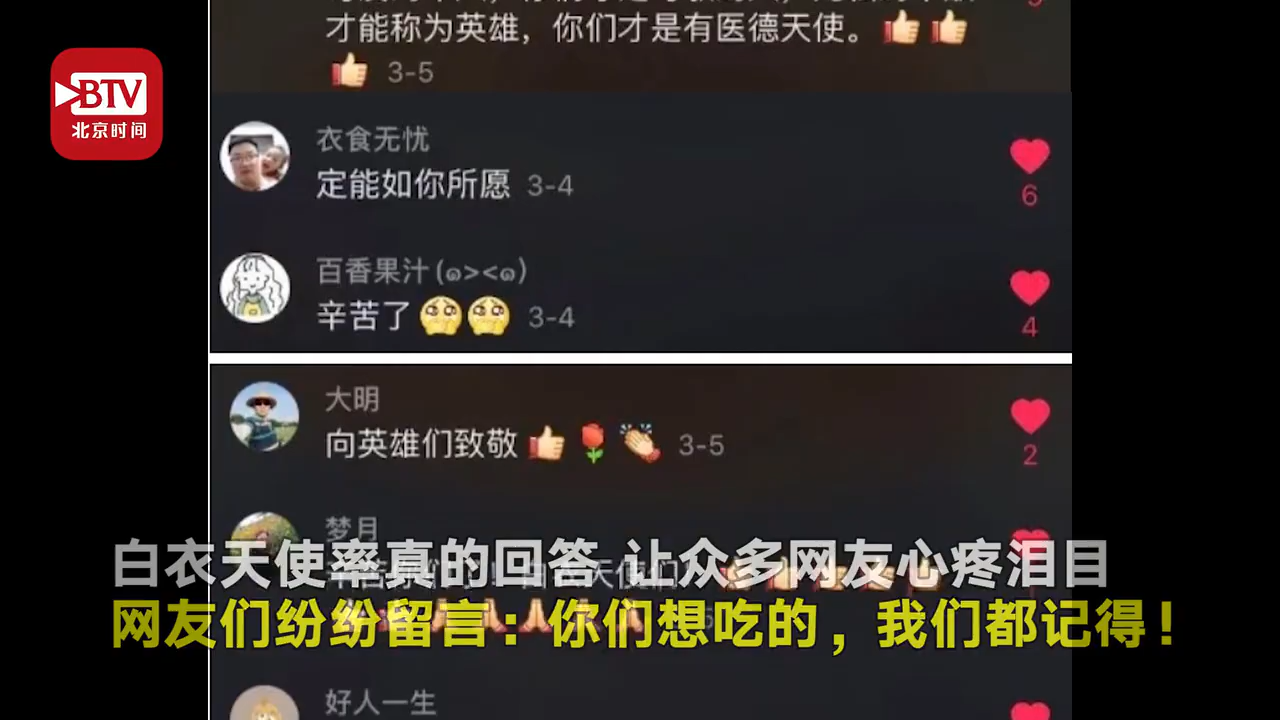 才能称为英雄，你们才是有医德天使。👍👍
👍 3-5
BTV
北京时间
衣食无忧
定能如你所愿 3-4
6
百香果汁(๑><๑)
辛苦了🥺🥺 3-4
4
大明
向英雄们致敬👍🌹👏 3-5
2
梦月
白衣天使率真的回答 让众多网友心疼泪目
网友们纷纷留言：你们想吃的，我们都记得！
好人一生